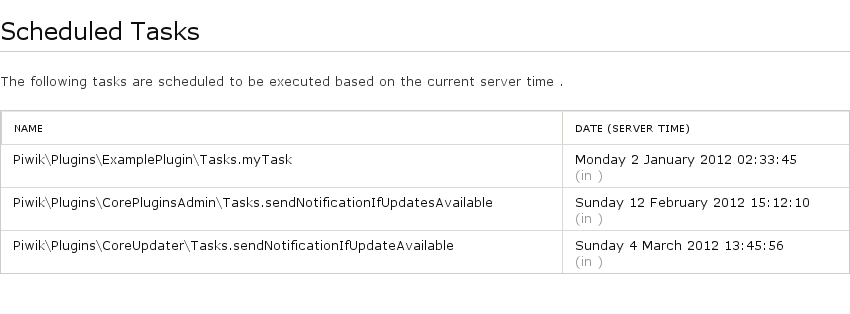 Scheduled Tasks
The following tasks are scheduled to be executed based on the current server time .
NAME
DATE (SERVER TIME)
Piwik\Plugins\ExamplePlugin\Tasks.myTask
Monday 2 January 2012 02:33:45
(in )
Piwik\Plugins\CorePluginsAdmin\Tasks.sendNotificationIfUpdatesAvailable
Sunday 12 February 2012 15:12:10
(in )
Piwik\Plugins\CoreUpdater\Tasks.sendNotificationIfUpdateAvailable
Sunday 4 March 2012 13:45:56
(in )